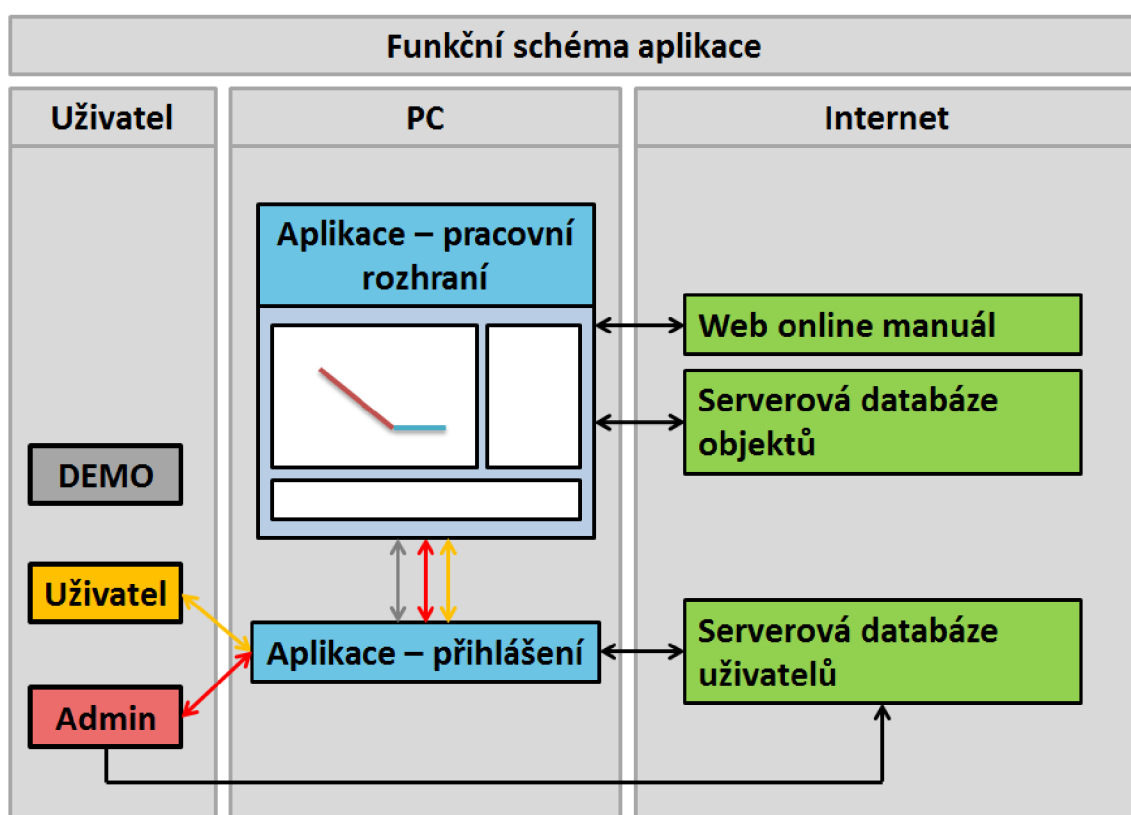 Funkční schéma aplikace
Uživatel
PC
Internet
Aplikace – pracovní
rozhraní
Web online manuál
Serverová databáze
objektů
DEMO
Uživatel
Aplikace – přihlášení
Serverová databáze
uživatelů
Admin